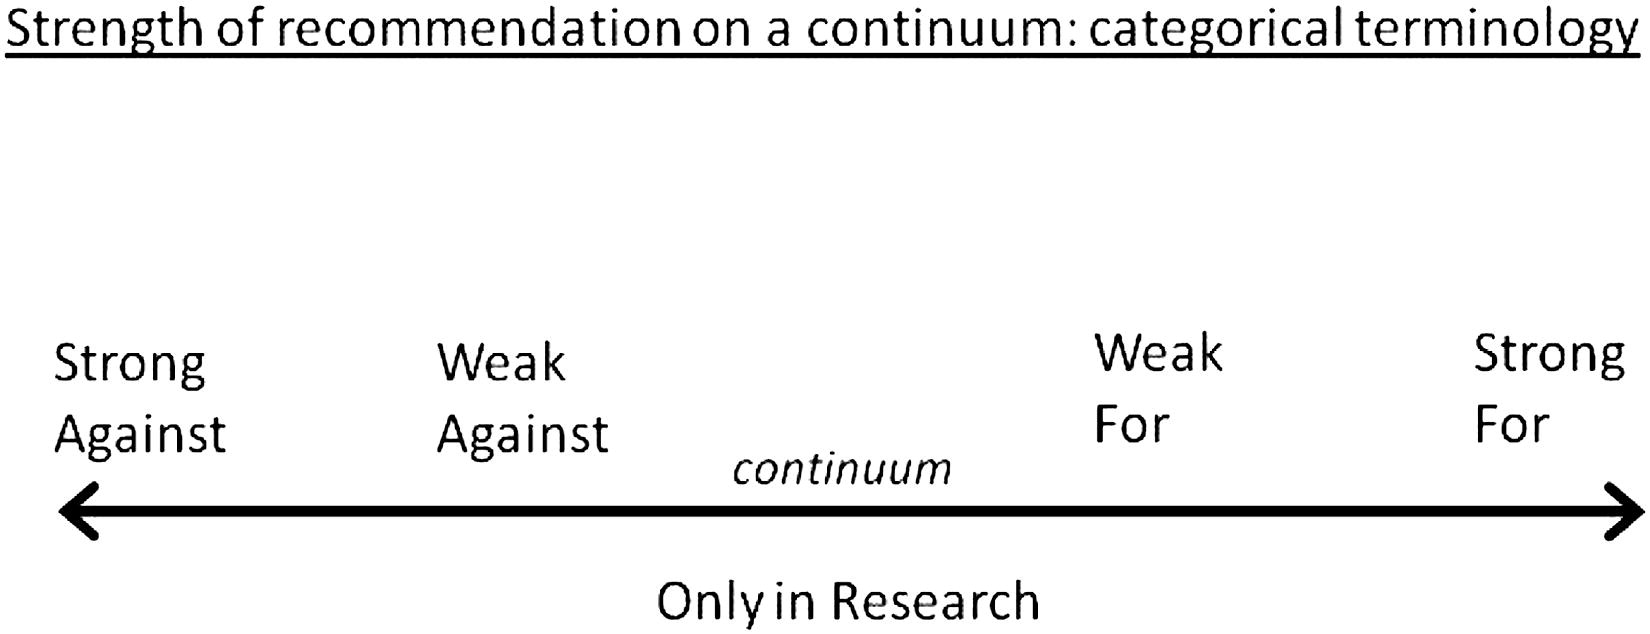 Strength of recommendation on a continuum: categorical terminology
Strong Against
Weak Against
Weak For
Strong For
continuum
Only in Research